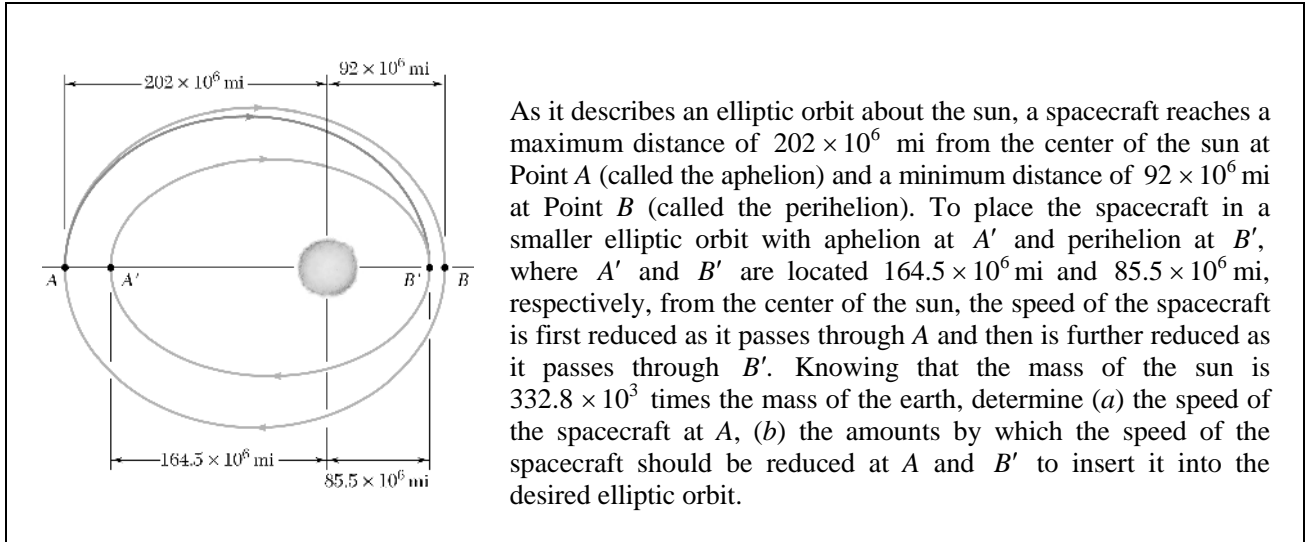 202 × 10⁶ mi
92 × 10⁶ mi
A
A′
B′
B
164.5 × 10⁶ mi
85.5 × 10⁶ mi
As it describes an elliptic orbit about the sun, a spacecraft reaches a
maximum distance of 202 × 10⁶ mi from the center of the sun at
Point A (called the aphelion) and a minimum distance of 92 × 10⁶ mi
at Point B (called the perihelion). To place the spacecraft in a
smaller elliptic orbit with aphelion at A′ and perihelion at B′,
where A′ and B′ are located 164.5 × 10⁶ mi and 85.5 × 10⁶ mi,
respectively, from the center of the sun, the speed of the spacecraft
is first reduced as it passes through A and then is further reduced as
it passes through B′. Knowing that the mass of the sun is
332.8 × 10³ times the mass of the earth, determine (a) the speed of
the spacecraft at A, (b) the amounts by which the speed of the
spacecraft should be reduced at A and B′ to insert it into the
desired elliptic orbit.